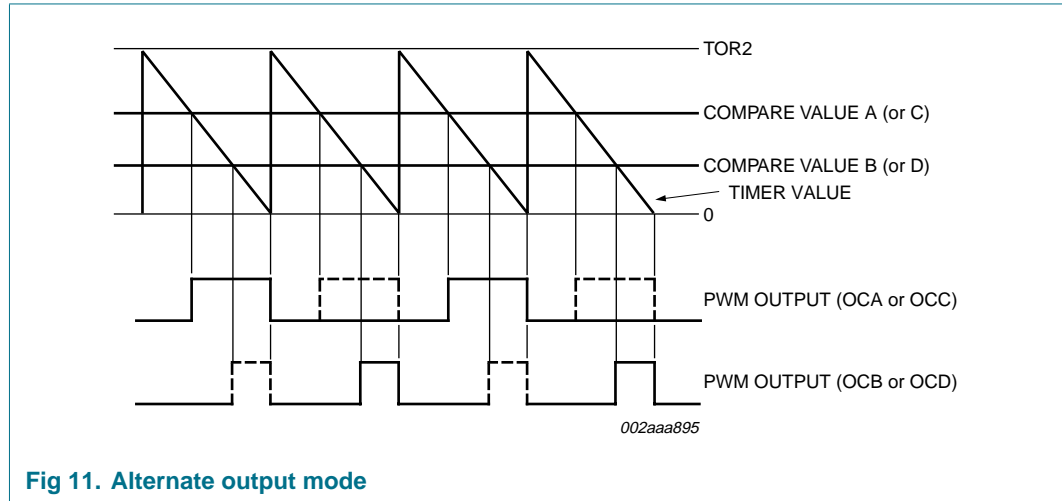 TOR2
COMPARE VALUE A (or C)
COMPARE VALUE B (or D)
TIMER VALUE
0
PWM OUTPUT (OCA or OCC)
PWM OUTPUT (OCB or OCD)
002aaa895
Fig 11. Alternate output mode